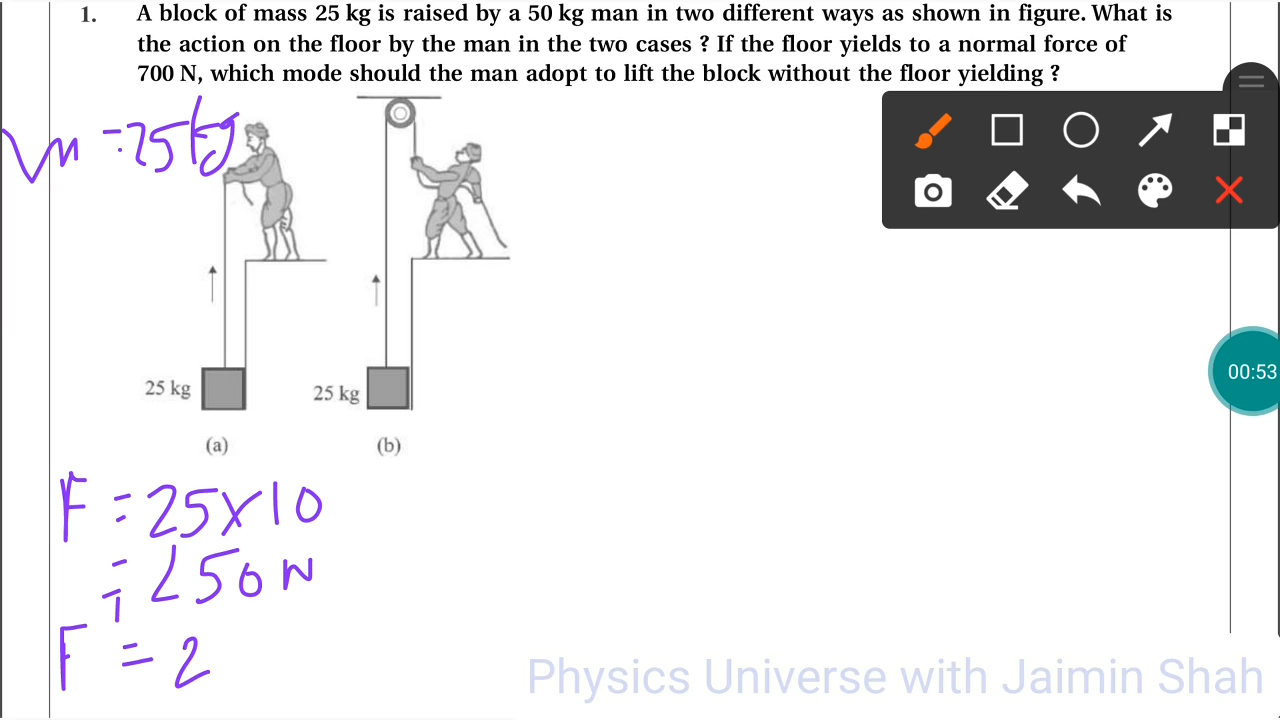 1. A block of mass 25 kg is raised by a 50 kg man in two different ways as shown in figure. What is
the action on the floor by the man in the two cases ? If the floor yields to a normal force of
700 N, which mode should the man adopt to lift the block without the floor yielding ?
m = 25 kg
25 kg
25 kg
(a)
(b)
F = 25 × 10
= 250 N
F = 2
00:53
Physics Universe with Jaimin Shah